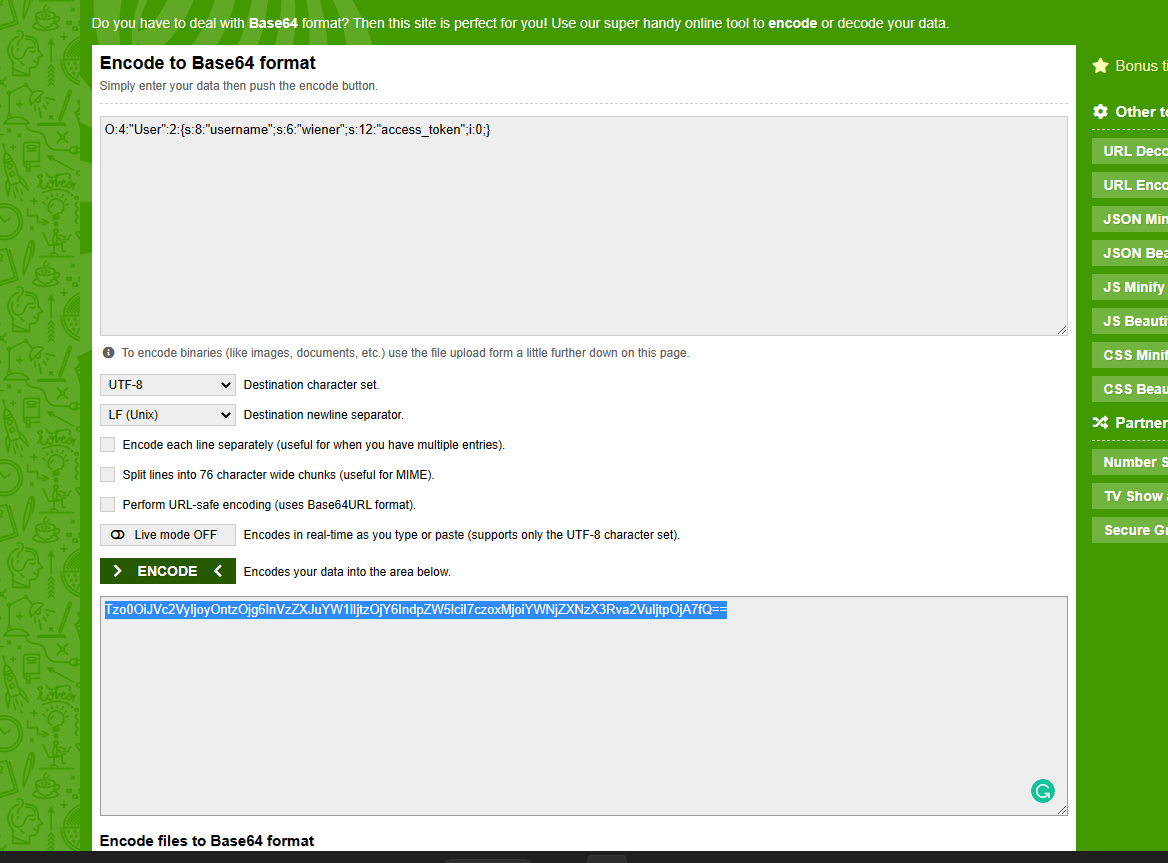 Do you have to deal with Base64 format? Then this site is perfect for you! Use our super handy online tool to encode or decode your data.
Encode to Base64 format
Simply enter your data then push the encode button.
O:4:"User":2:{s:8:"username";s:6:"wiener";s:12:"access_token";i:0;}
To encode binaries (like images, documents, etc.) use the file upload form a little further down on this page.
UTF-8 Destination character set.
LF (Unix) Destination newline separator.
Encode each line separately (useful for when you have multiple entries).
Split lines into 76 character wide chunks (useful for MIME).
Perform URL-safe encoding (uses Base64URL format).
Live mode OFF Encodes in real-time as you type or paste (supports only the UTF-8 character set).
ENCODE Encodes your data into the area below.
Tzo0OiJVc2VyIjoyOntzOjg6InVzZXJuYW1lIjtzOjY6IndpZW5lciI7czoxMjoiYWNjZXNzX3Rva2VuIjtpOjA7fQ==
Encode files to Base64 format
Bonus ti
Other to
URL Deco
URL Enco
JSON Min
JSON Bea
JS Minify
JS Beauti
CSS Minif
CSS Beau
Partner
Number S
TV Show a
Secure Gr